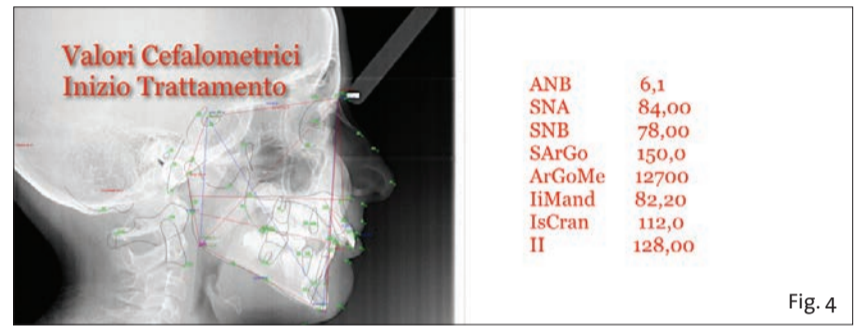 Valori Cefalometrici
Inizio Trattamento
ANB 6,1
SNA 84,00
SNB 78,00
SArGo 150,0
ArGoMe 12700
IiMand 82,20
IsCran 112,0
II 128,00
Fig. 4